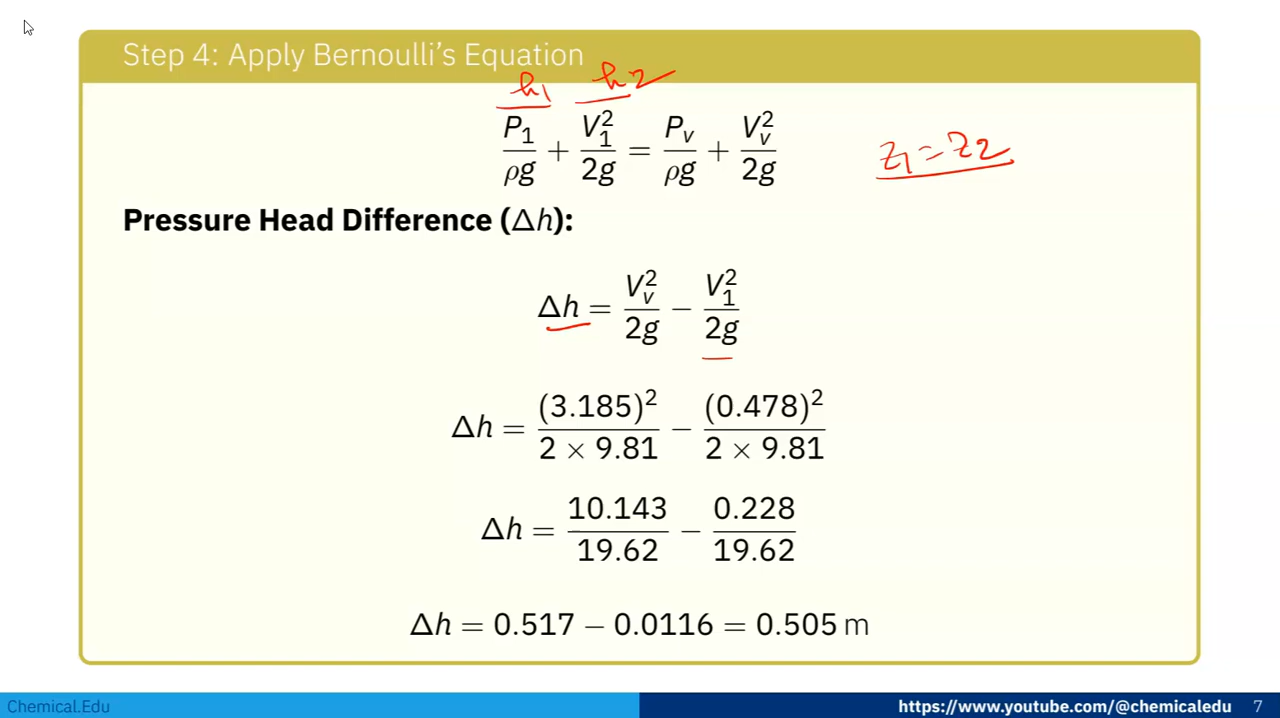 Step 4: Apply Bernoulli's Equation
h1 h2
P1/ρg + V1²/2g = Pv/ρg + Vv²/2g
z1 = z2
Pressure Head Difference (Δh):
Δh = Vv²/2g − V1²/2g
Δh = (3.185)²/2 × 9.81 − (0.478)²/2 × 9.81
Δh = 10.143/19.62 − 0.228/19.62
Δh = 0.517 − 0.0116 = 0.505 m
Chemical.Edu
https://www.youtube.com/@chemicaledu 7